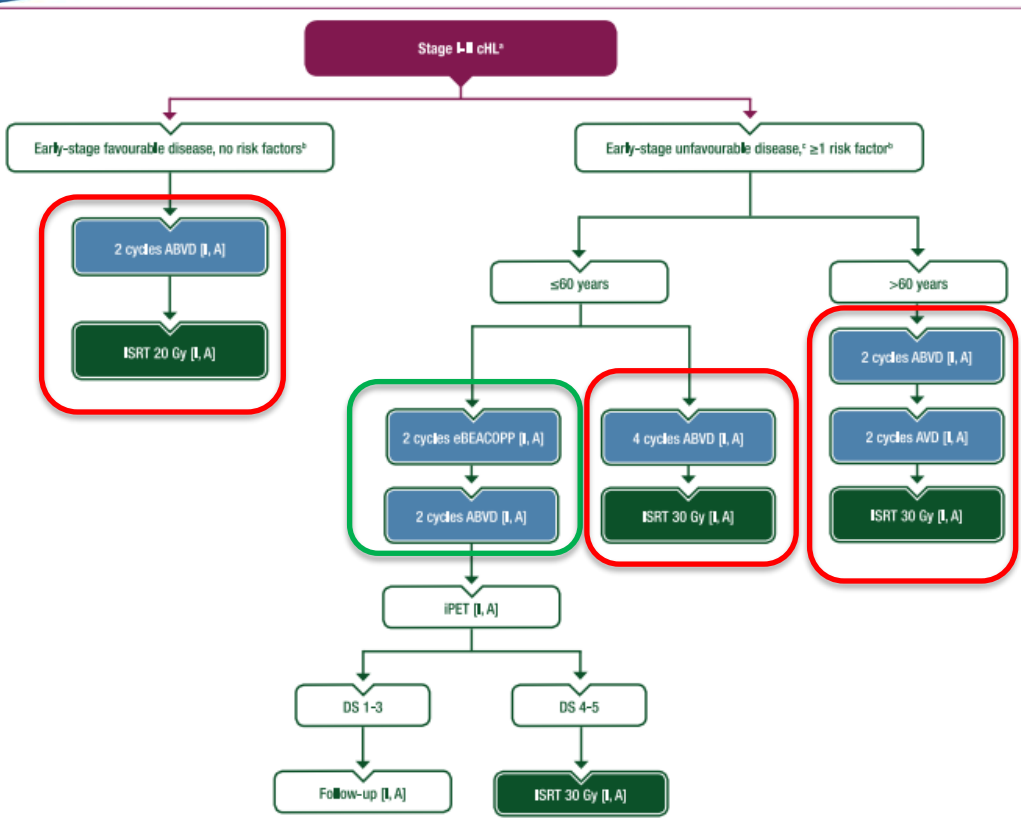 Stage I-II cHLᵃ
Early-stage favourable disease, no risk factorsᵇ
Early-stage unfavourable disease,ᶜ ≥1 risk factorᵇ
2 cycles ABVD [I, A]
ISRT 20 Gy [I, A]
≤60 years
>60 years
2 cycles eBEACOPP [I, A]
2 cycles ABVD [I, A]
4 cycles ABVD [I, A]
ISRT 30 Gy [I, A]
2 cycles ABVD [I, A]
2 cycles AVD [I, A]
ISRT 30 Gy [I, A]
iPET [I, A]
DS 1-3
DS 4-5
Follow-up [I, A]
ISRT 30 Gy [I, A]